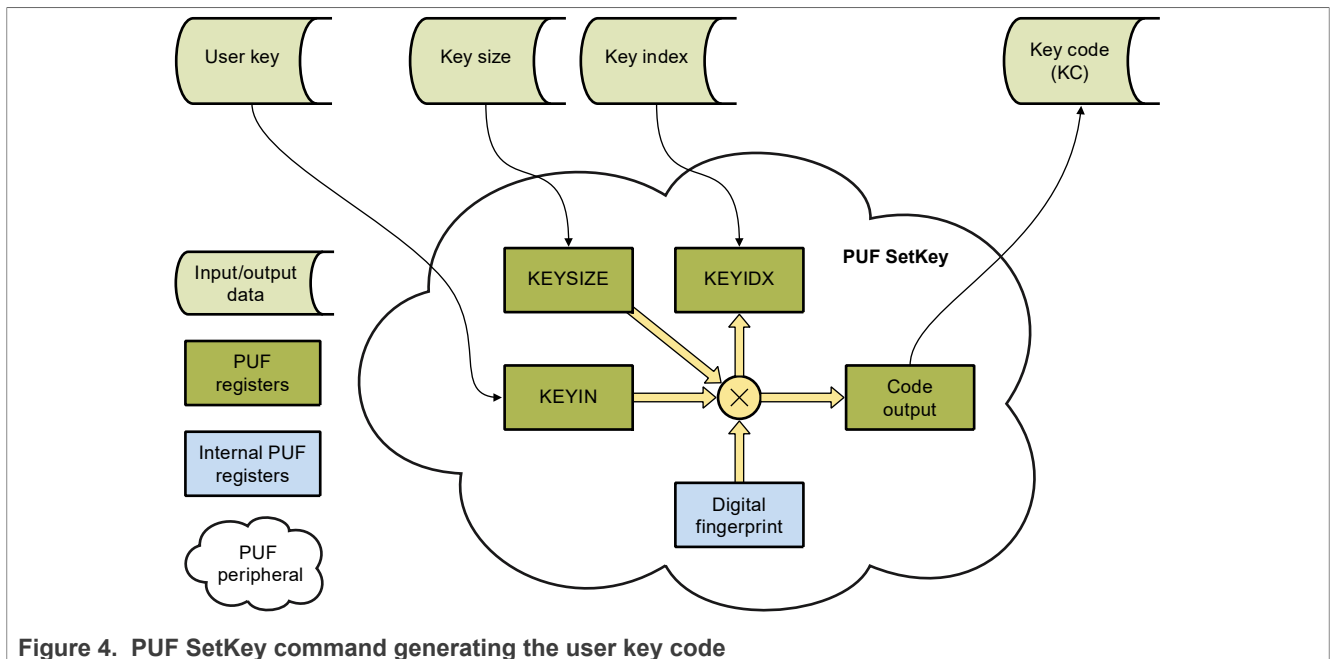 User key
Key size
Key index
Key code
(KC)
PUF SetKey
Input/output
data
KEYSIZE
KEYIDX
PUF
registers
KEYIN
Code
output
Internal PUF
registers
Digital
fingerprint
PUF
peripheral
Figure 4. PUF SetKey command generating the user key code